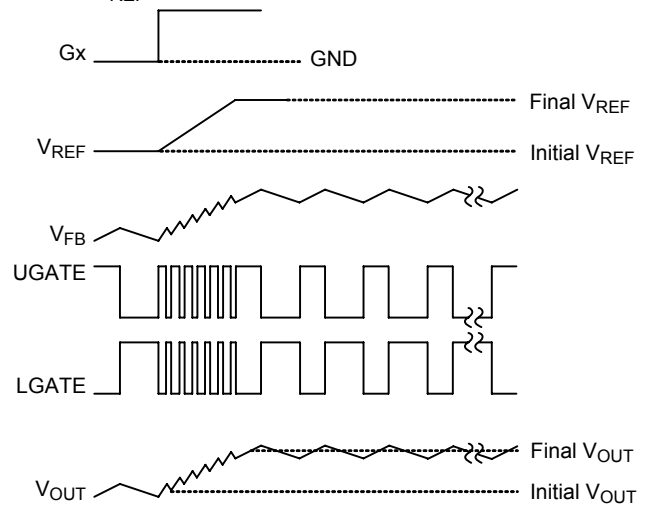 Gx
GND
Final VREF
VREF
Initial VREF
VFB
UGATE
LGATE
Final VOUT
VOUT
Initial VOUT